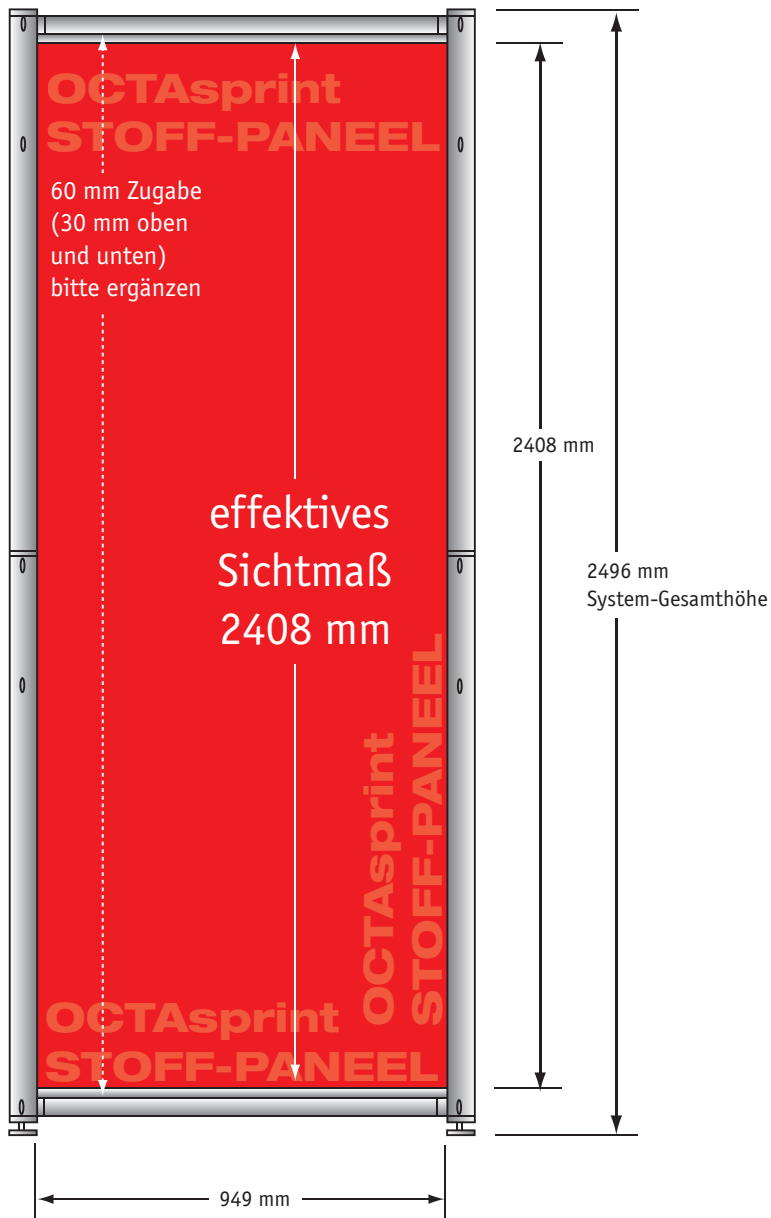 OCTAsprint
STOFF-PANEEL
60 mm Zugabe
(30 mm oben
und unten)
bitte ergänzen
effektives
Sichtmaß
2408 mm
2408 mm
2496 mm
System-Gesamthöhe
OCTAsprint
STOFF-PANEEL
OCTAsprint
STOFF-PANEEL
949 mm